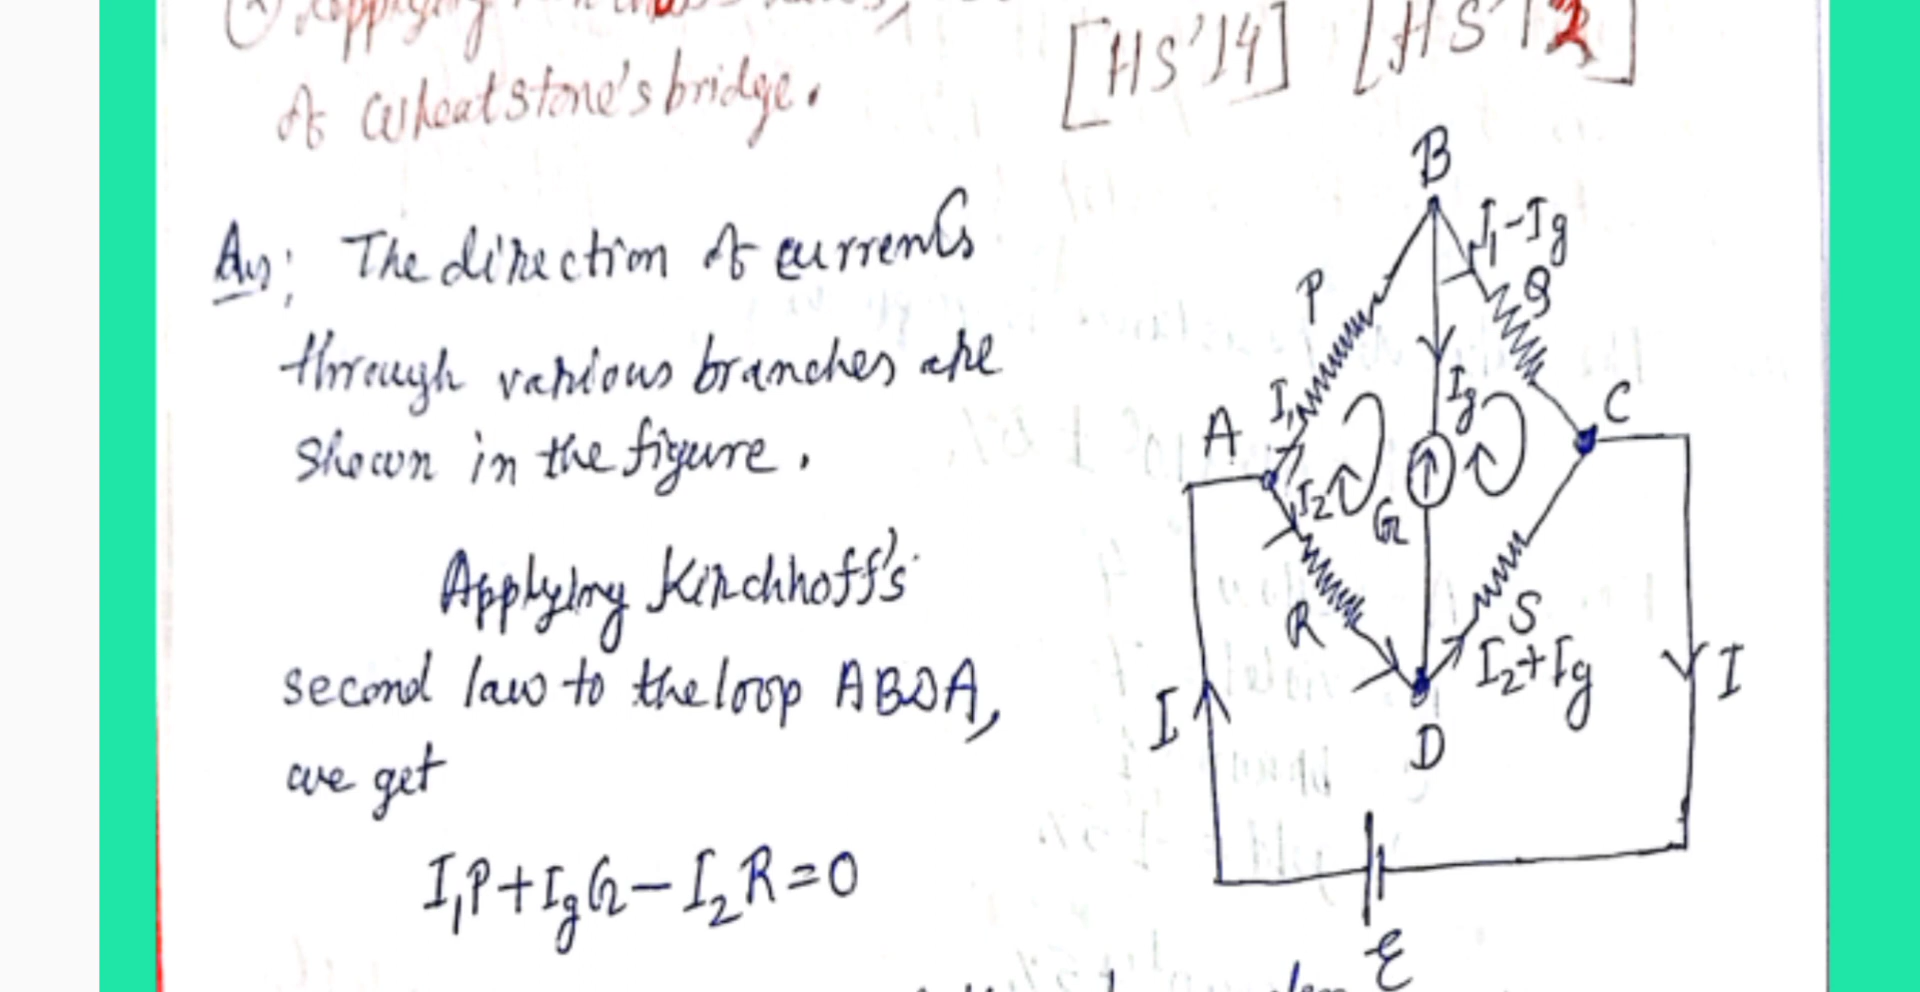 of Wheatstone's bridge.
[HS'14] [HS'12]
Ans: The direction of currents
through various branches are
shown in the figure.
Applying Kirchhoff's
second law to the loop ABDA,
we get
I₁P+IgG-I₂R=0
B
I₁-Ig
P
Q
I₁
Ig
A
C
I₂
G
R
S
I₂+Ig
I
I
D
E